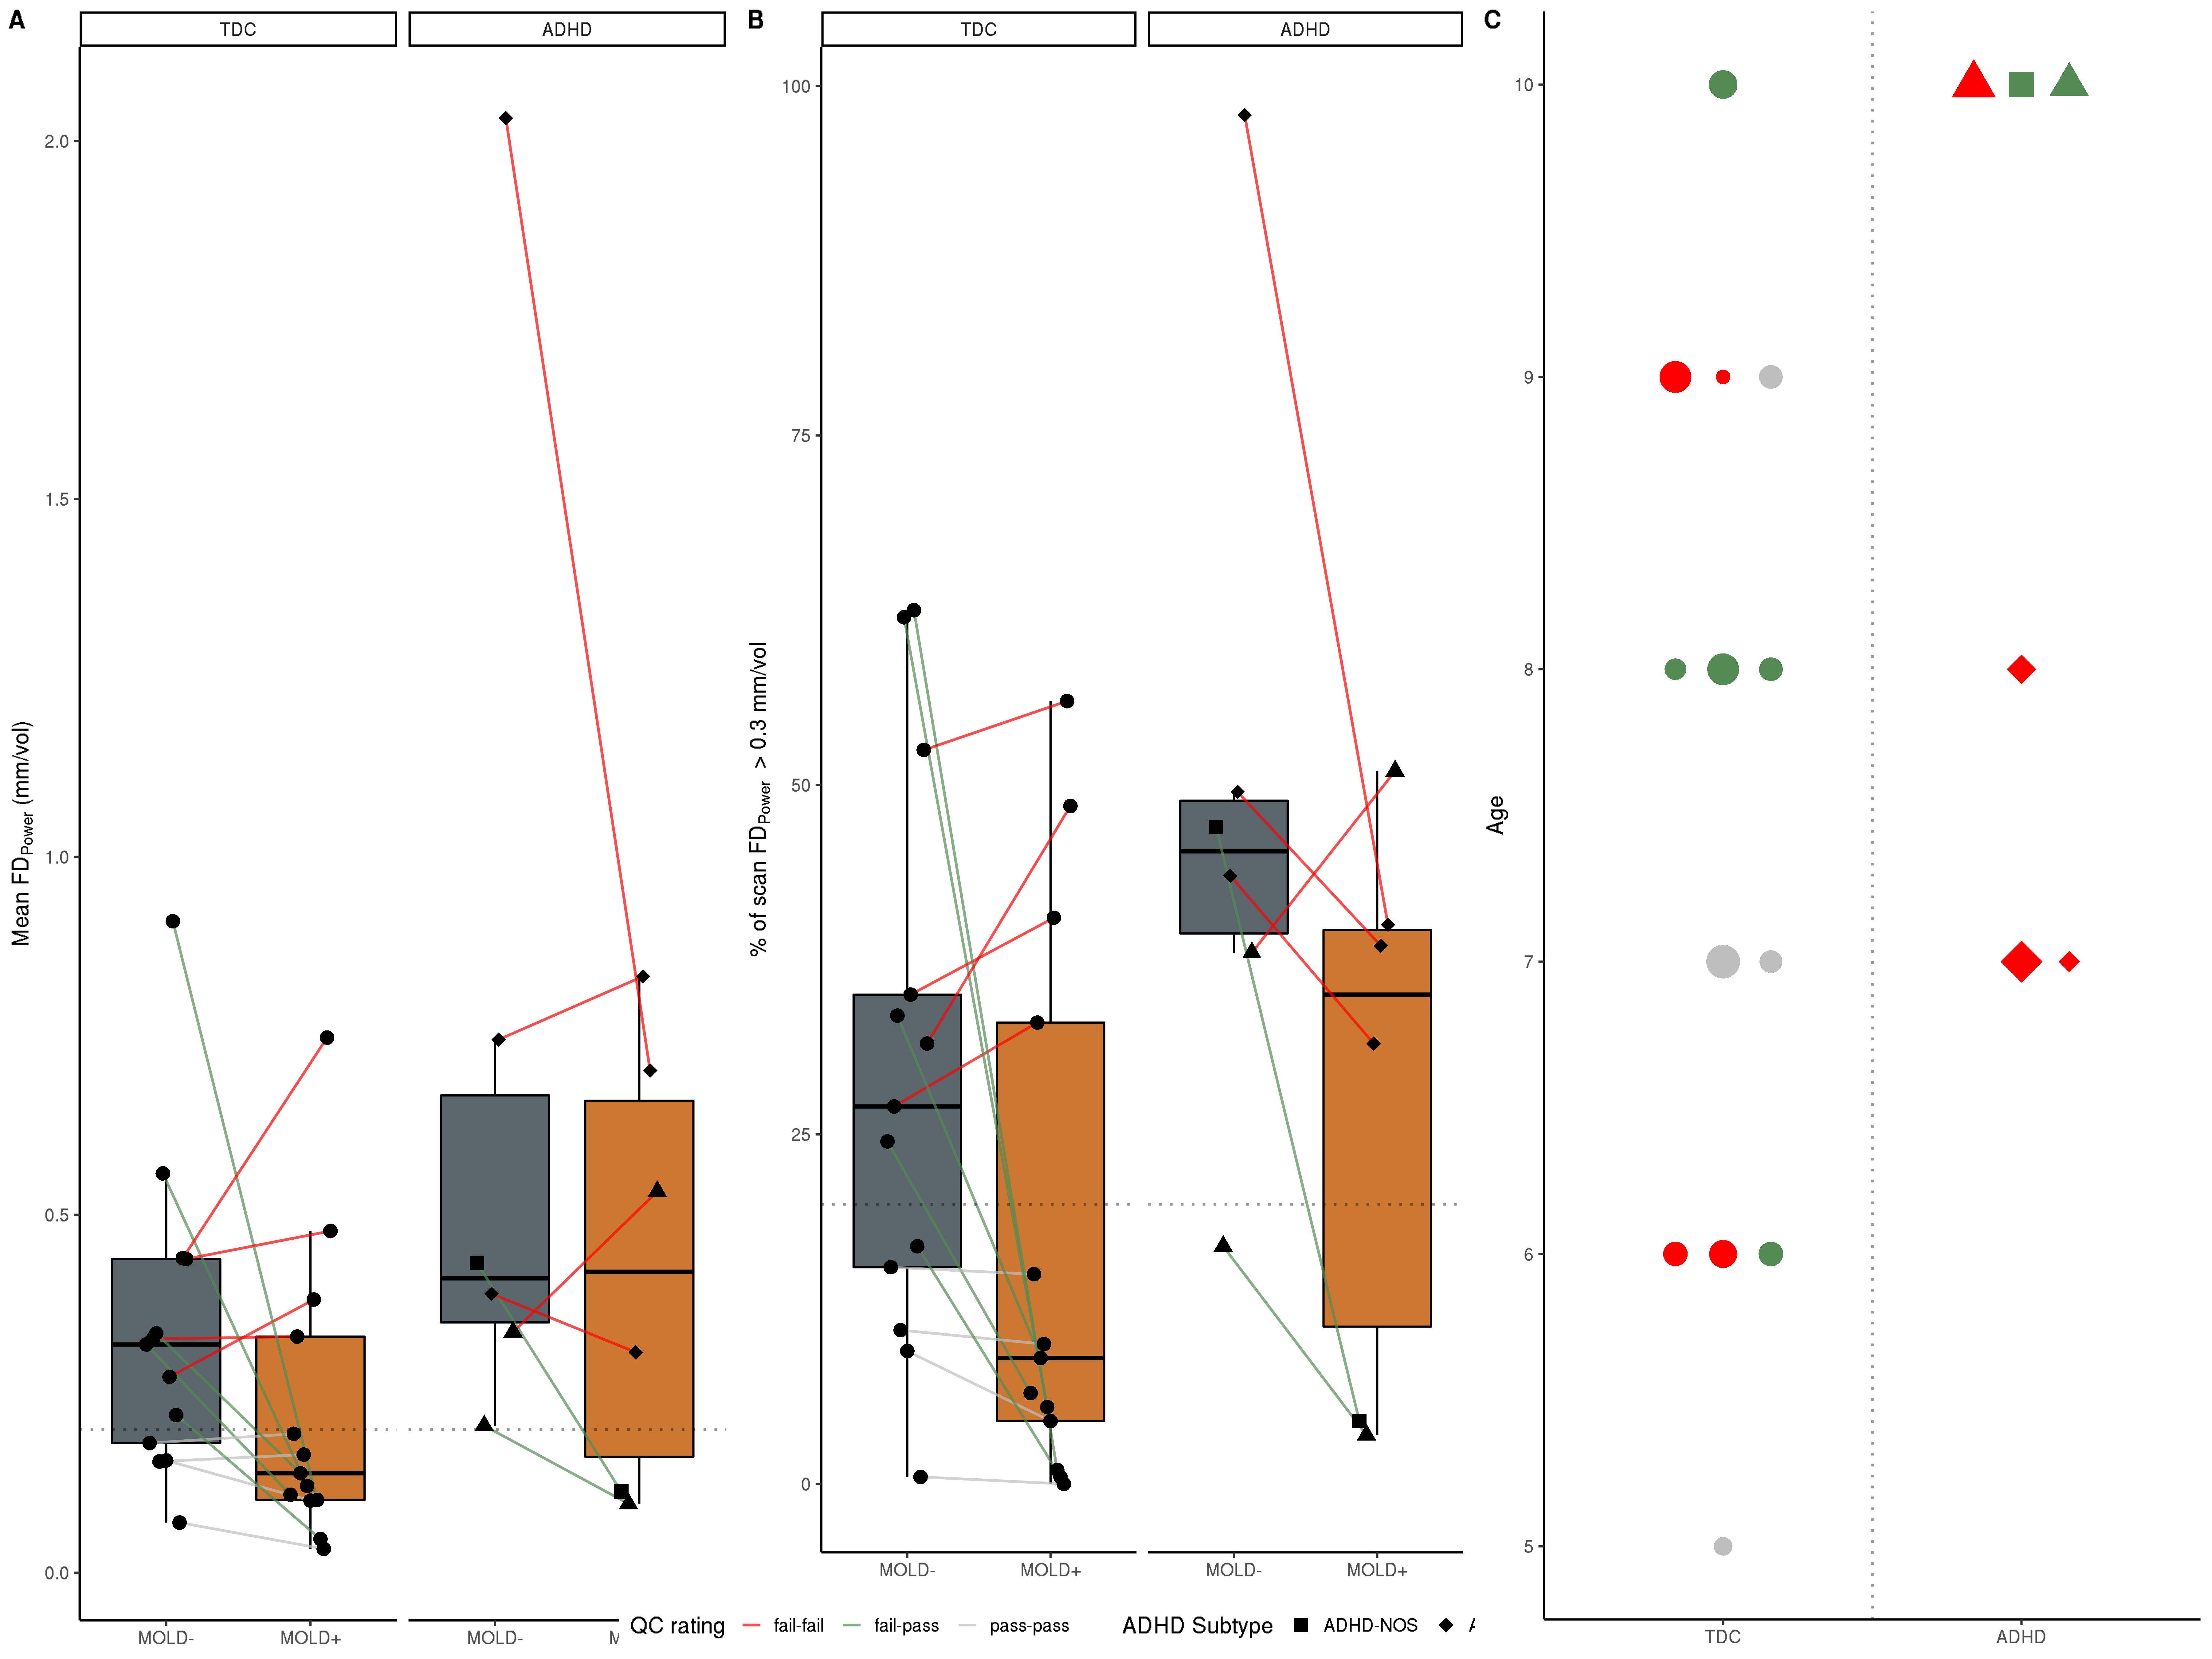 A
TDC
ADHD
Mean FDPower (mm/vol)
2.0
1.5
1.0
0.5
0.0
MOLD-
MOLD+
MOLD-
B
TDC
ADHD
% of scan FDPower > 0.3 mm/vol
100
75
50
25
0
MOLD-
MOLD+
MOLD-
MOLD+
QC rating
fail-fail
fail-pass
pass-pass
ADHD Subtype
ADHD-NOS
C
Age
10
9
8
7
6
5
TDC
ADHD